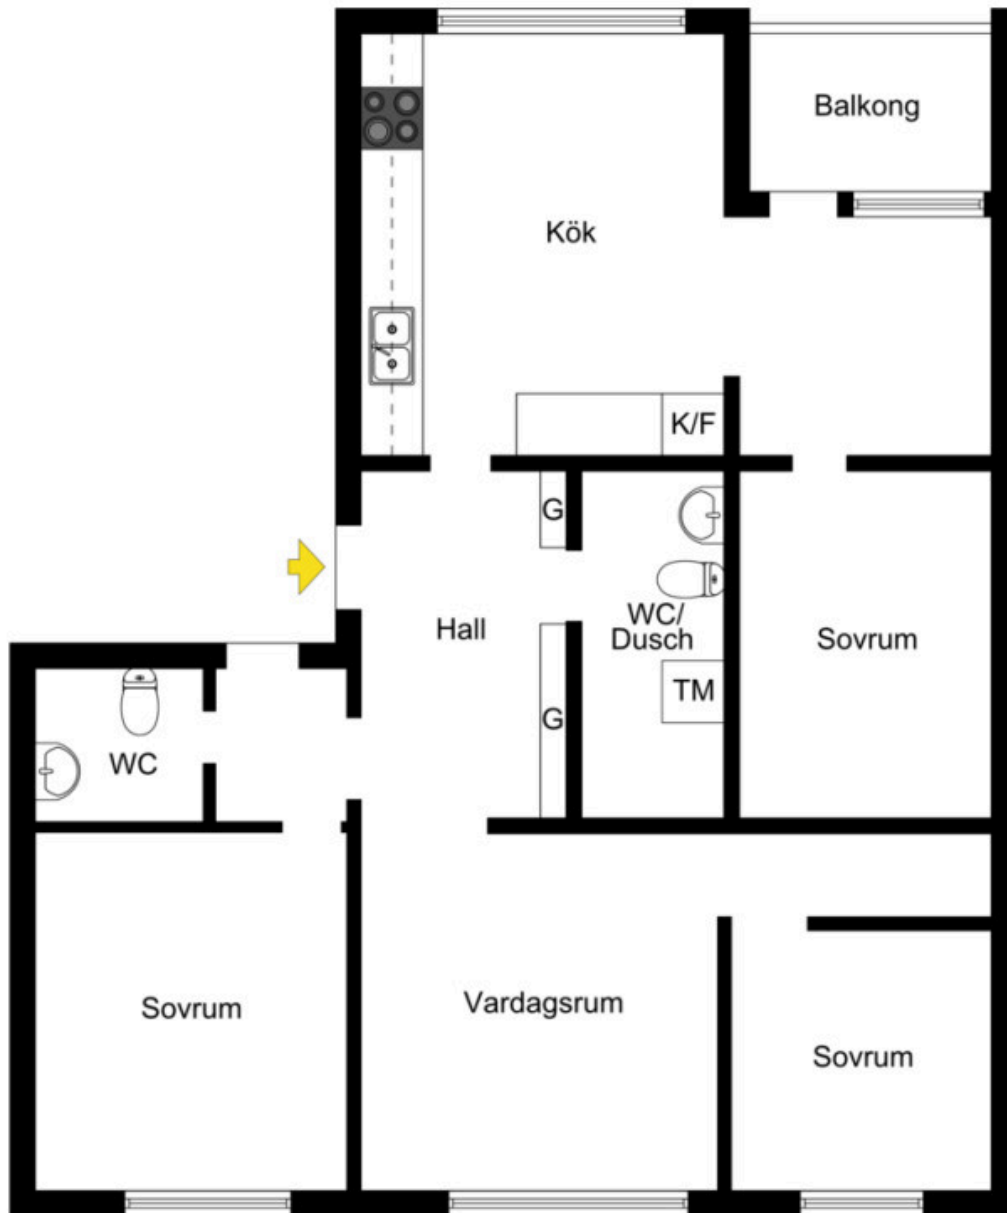 Balkong
Kök
K/F
G
Hall
WC/
Dusch
Sovrum
TM
G
WC
Sovrum
Vardagsrum
Sovrum